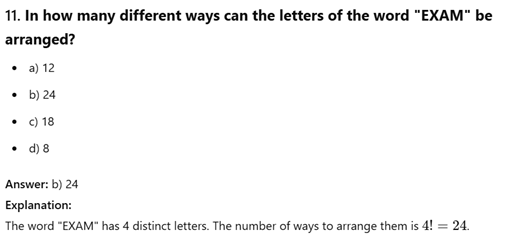 11. In how many different ways can the letters of the word "EXAM" be
arranged?
• a) 12
• b) 24
• c) 18
• d) 8
Answer: b) 24
Explanation:
The word "EXAM" has 4 distinct letters. The number of ways to arrange them is 4! = 24.